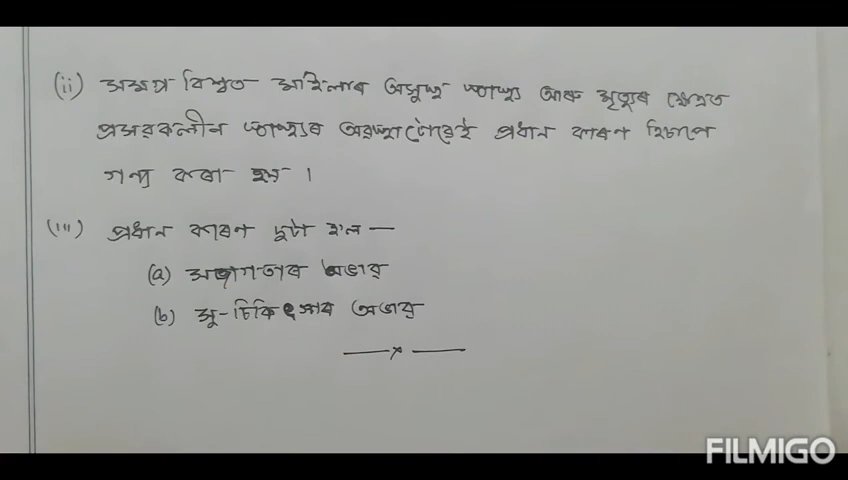 (ii) সমগ্ৰ বিশ্বত মহিলাৰ অসুস্থ স্বাস্থ্য আৰু মৃত্যুৰ ক্ষেত্ৰত
প্ৰসৱকালীন স্বাস্থ্যৰ অৱস্থাটোৱেই প্ৰধান কাৰণ হিচাপে
গণ্য কৰা হয় ।
(iii) প্ৰধান কাৰণ দুটা হ'ল —
(a) সজাগতাৰ অভাৱ
(b) সু-চিকিৎসাৰ অভাৱ
—x—
FILMIGO